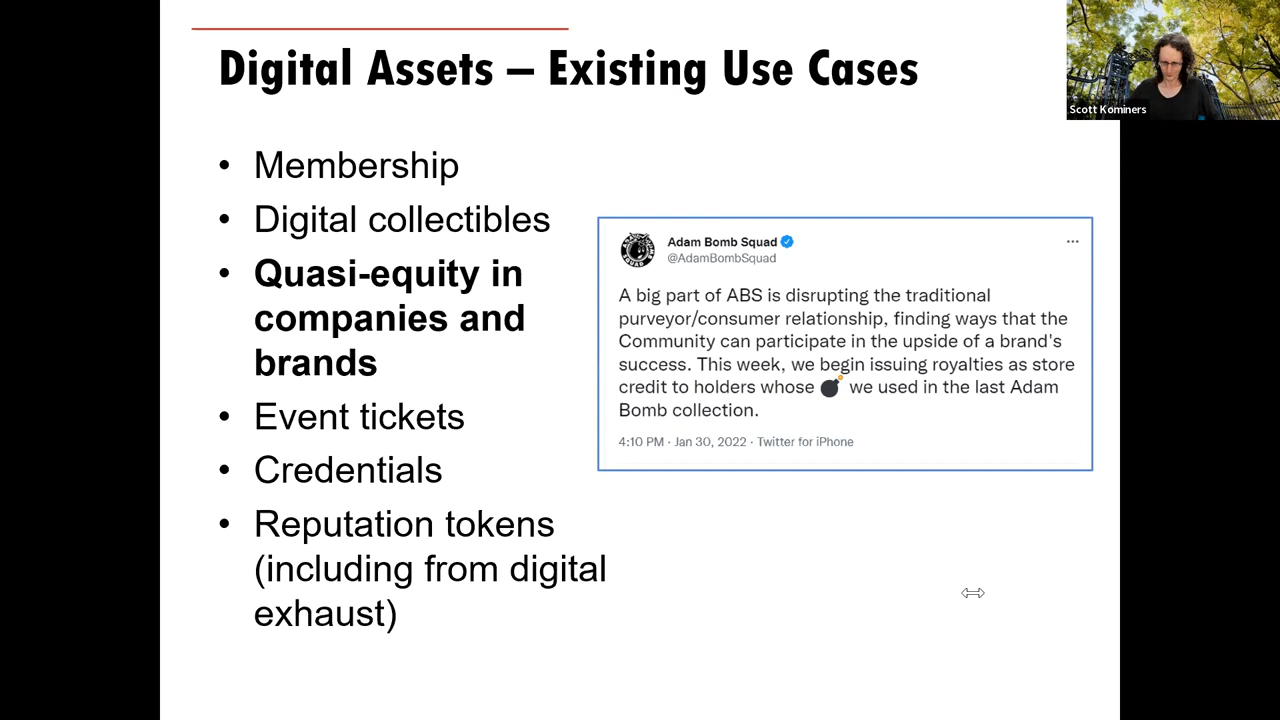 Digital Assets – Existing Use Cases
Scott Kominers
• Membership
• Digital collectibles
• Quasi-equity in
companies and
brands
• Event tickets
• Credentials
• Reputation tokens
(including from digital
exhaust)
Adam Bomb Squad
@AdamBombSquad
A big part of ABS is disrupting the traditional
purveyor/consumer relationship, finding ways that the
Community can participate in the upside of a brand's
success. This week, we begin issuing royalties as store
credit to holders whose 💣 we used in the last Adam
Bomb collection.
4:10 PM · Jan 30, 2022 · Twitter for iPhone